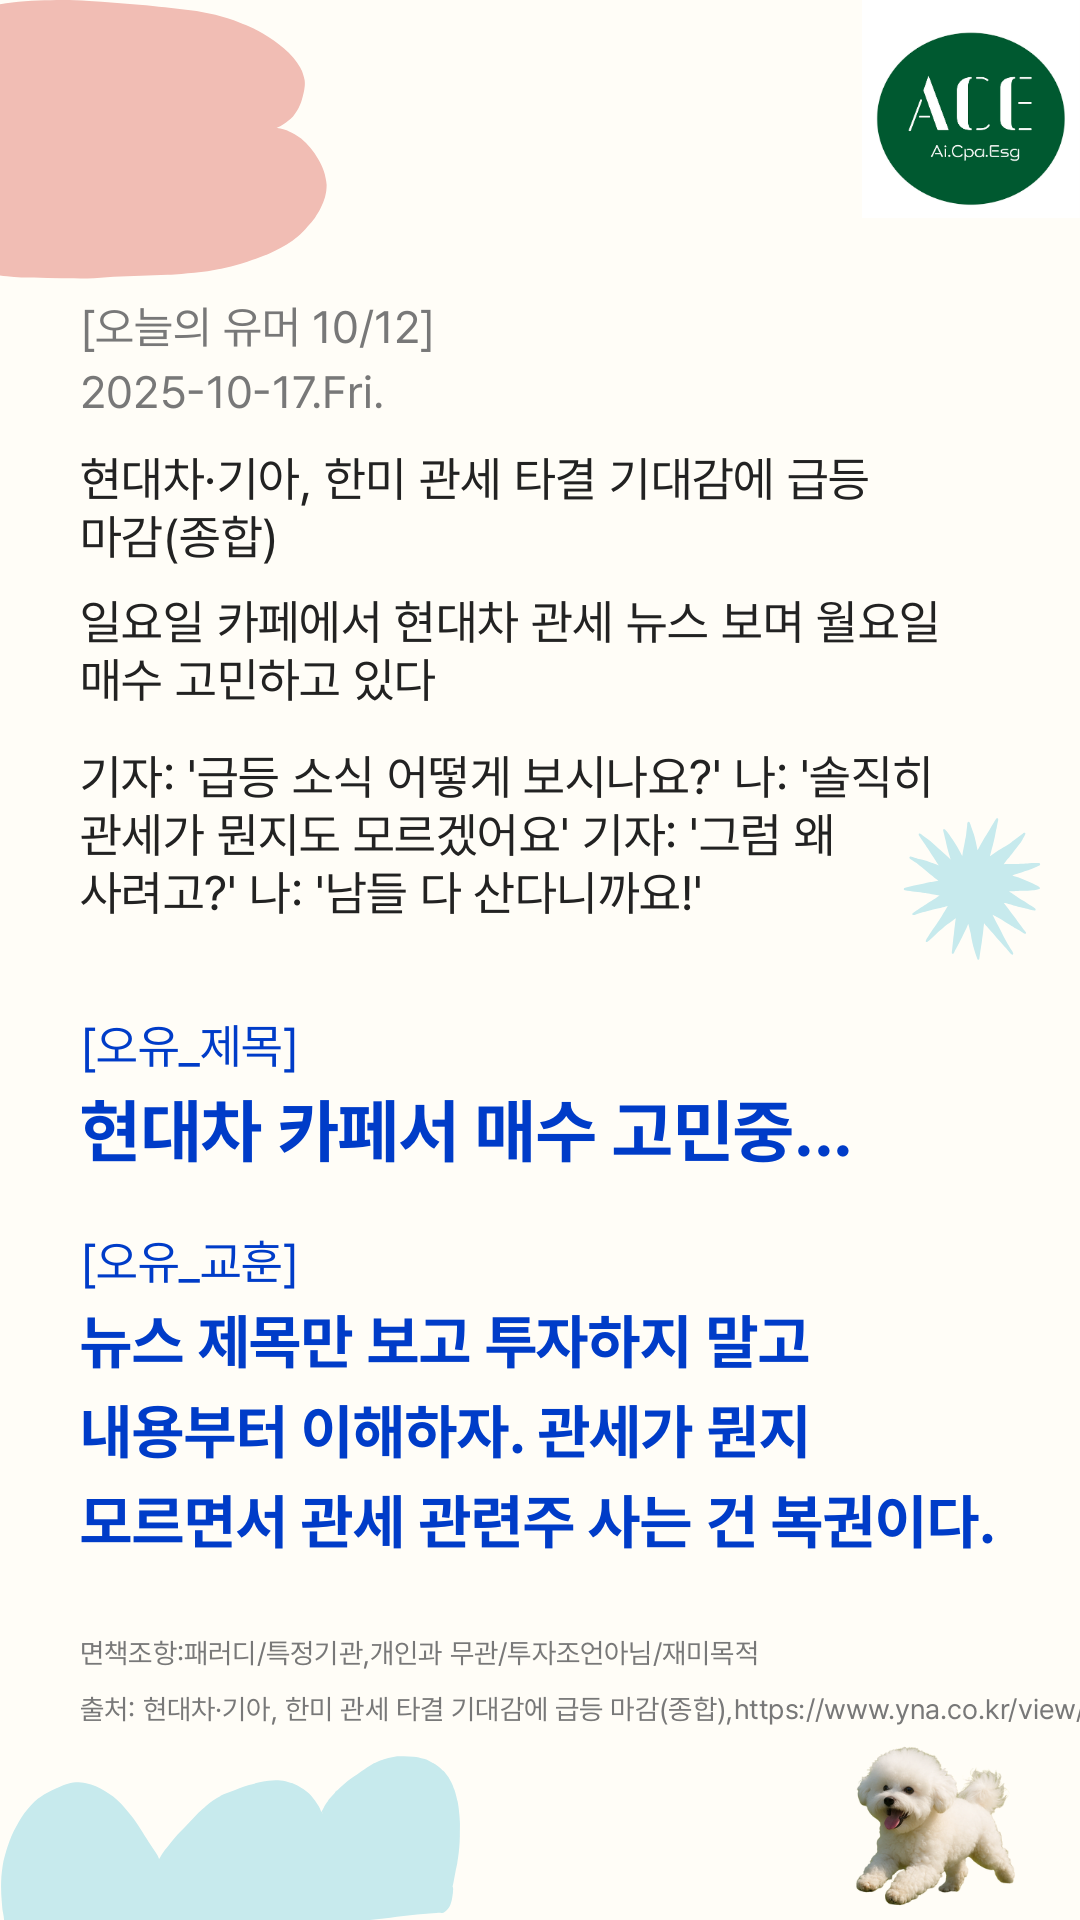 ACE
Ai.Cpa.Esg
[오늘의 유머 10/12]
2025-10-17.Fri.
현대차·기아, 한미 관세 타결 기대감에 급등
마감(종합)
일요일 카페에서 현대차 관세 뉴스 보며 월요일
매수 고민하고 있다
기자: '급등 소식 어떻게 보시나요?' 나: '솔직히
관세가 뭔지도 모르겠어요' 기자: '그럼 왜
사려고?' 나: '남들 다 산다니까요!'
[오유_제목]
현대차 카페서 매수 고민중...
[오유_교훈]
뉴스 제목만 보고 투자하지 말고
내용부터 이해하자. 관세가 뭔지
모르면서 관세 관련주 사는 건 복권이다.
면책조항:패러디/특정기관,개인과 무관/투자조언아님/재미목적
출처: 현대차·기아, 한미 관세 타결 기대감에 급등 마감(종합),https://www.yna.co.kr/view/